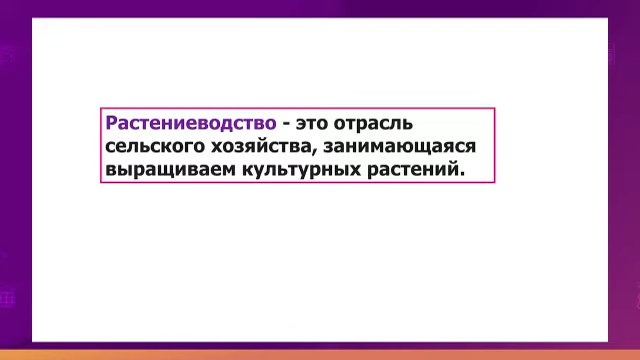 Растениеводство - это отрасль
сельского хозяйства, занимающаяся
выращиваем культурных растений.